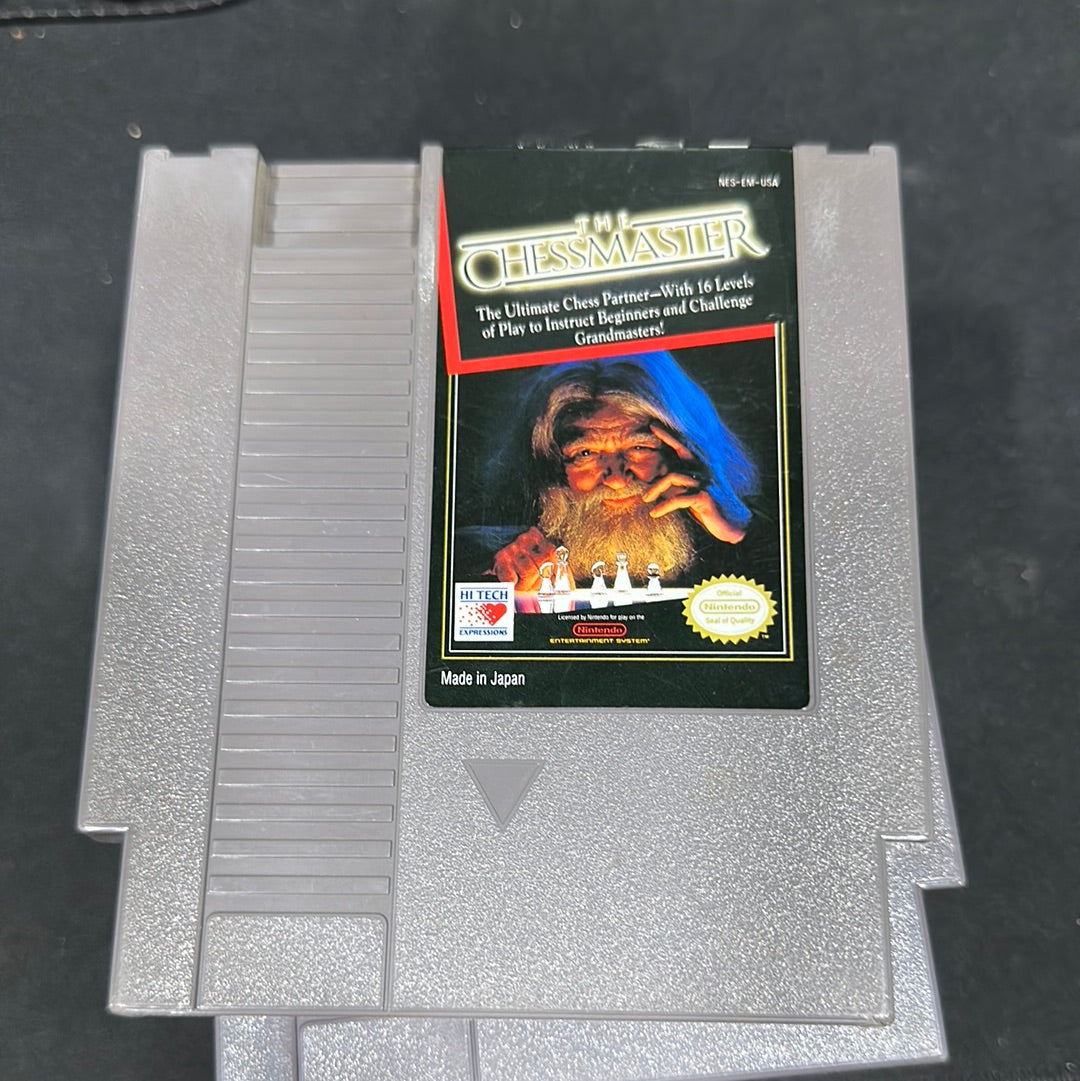 NES-EM-USA
THE
CHESSMASTER
The Ultimate Chess Partner—With 16 Levels
of Play to Instruct Beginners and Challenge
Grandmasters!
HI TECH
EXPRESSIONS
Licensed by Nintendo for play on the
Nintendo
ENTERTAINMENT SYSTEM®
Official
Nintendo
Seal of Quality
TM
Made in Japan